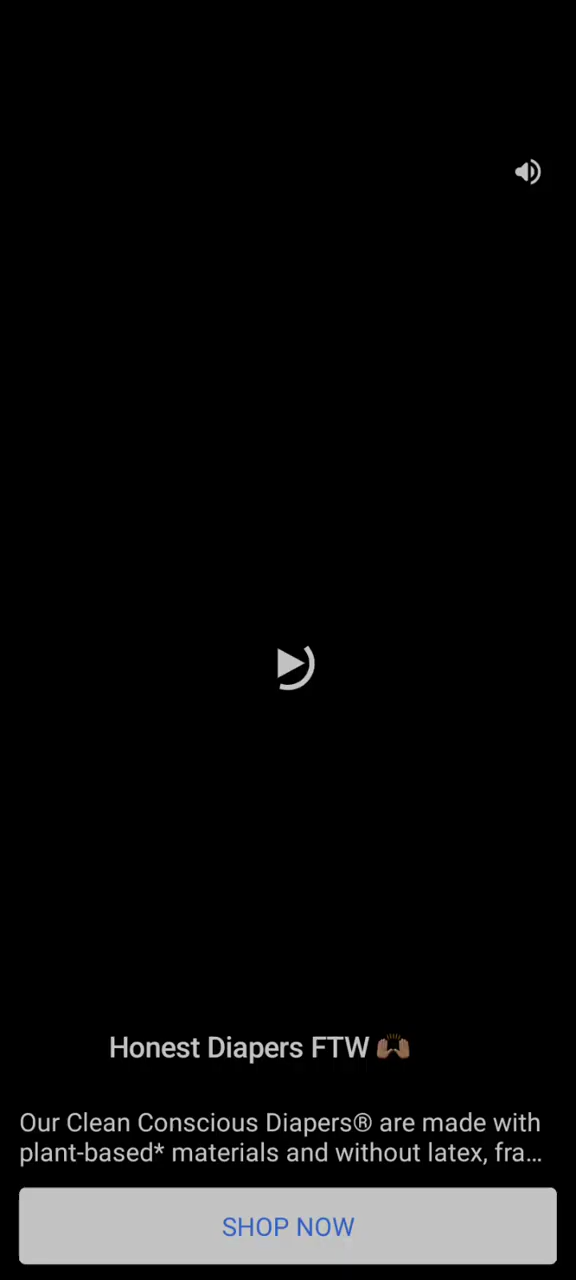 Honest Diapers FTW 🙌🏽
Our Clean Conscious Diapers® are made with
plant-based* materials and without latex, fra...
SHOP NOW